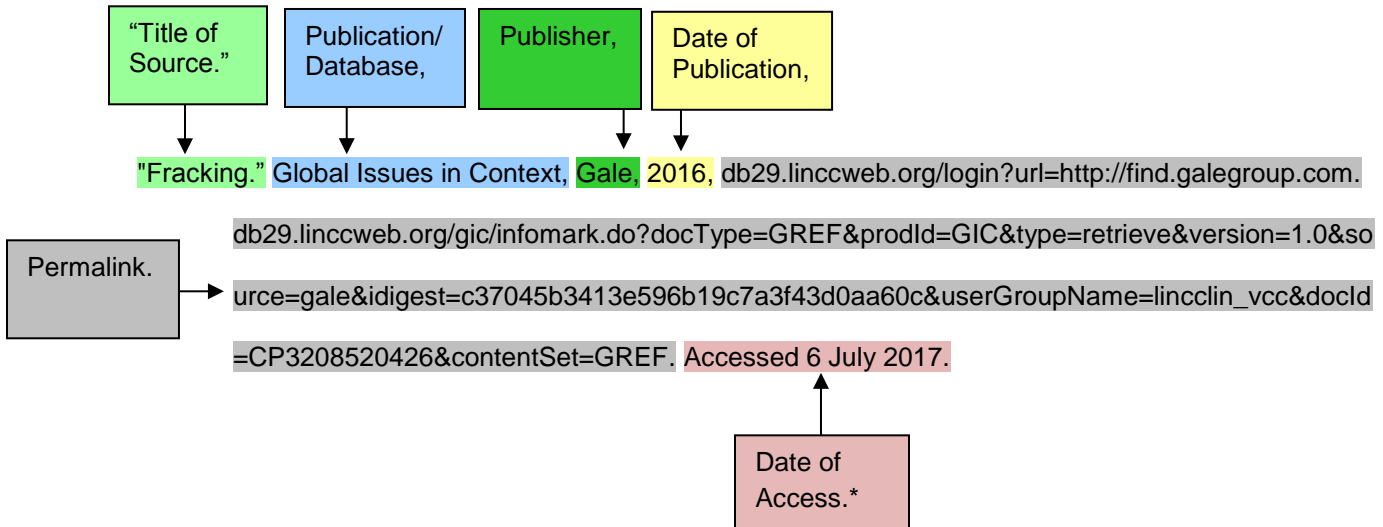 “Title of
Source.”
Publication/
Database,
Publisher,
Date of
Publication,
"Fracking.” Global Issues in Context, Gale, 2016, db29.linccweb.org/login?url=http://find.galegroup.com.
db29.linccweb.org/gic/infomark.do?docType=GREF&prodId=GIC&type=retrieve&version=1.0&so
Permalink.
urce=gale&idigest=c37045b3413e596b19c7a3f43d0aa60c&userGroupName=lincclin_vcc&docId
=CP3208520426&contentSet=GREF. Accessed 6 July 2017.
Date of
Access.*